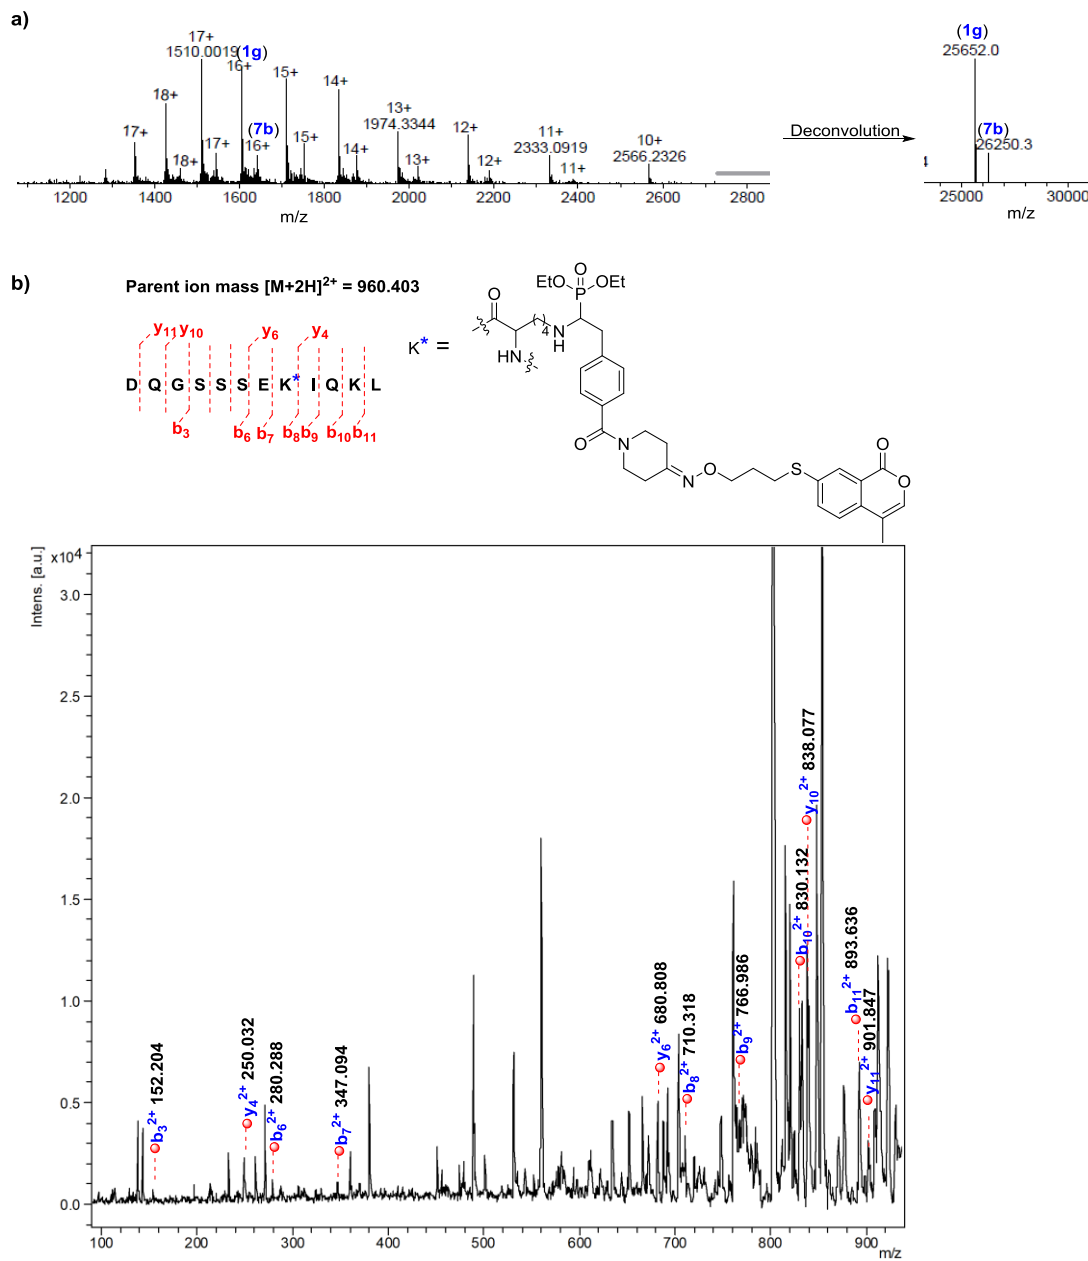 a)
17+
1510.0019
(1g)
16+
15+
18+
14+
13+
1974.3344
17+
(7b)
12+
11+
2333.0919
10+
2566.2326
18+
17+
16+
15+
14+
13+
12+
11+
1200 1400 1600 1800 2000 2200 2400 2600 2800
m/z
Deconvolution
(1g)
25652.0
(7b)
26250.3
25000 30000
m/z
b)
Parent ion mass [M+2H]2+ = 960.403
y11 y10 y6 y4
D Q G S S S E K* I Q K L
b3 b6 b7 b8 b9 b10 b11
K* =
O
EtO OEt
P
O
( )4
N
H
HN
O
N
N
O
S
O
O
x10⁴
Intens. [a.u.]
3.0
2.5
2.0
1.5
1.0
0.5
0.0
b3 2+ 152.204
y4 2+ 250.032
b6 2+ 280.288
b7 2+ 347.094
y6 2+ 680.808
b8 2+ 710.318
b9 2+ 766.986
b10 2+ 830.132
y10 2+ 838.077
b11 2+ 893.636
y11 2+ 901.847
100 200 300 400 500 600 700 800 900
m/z